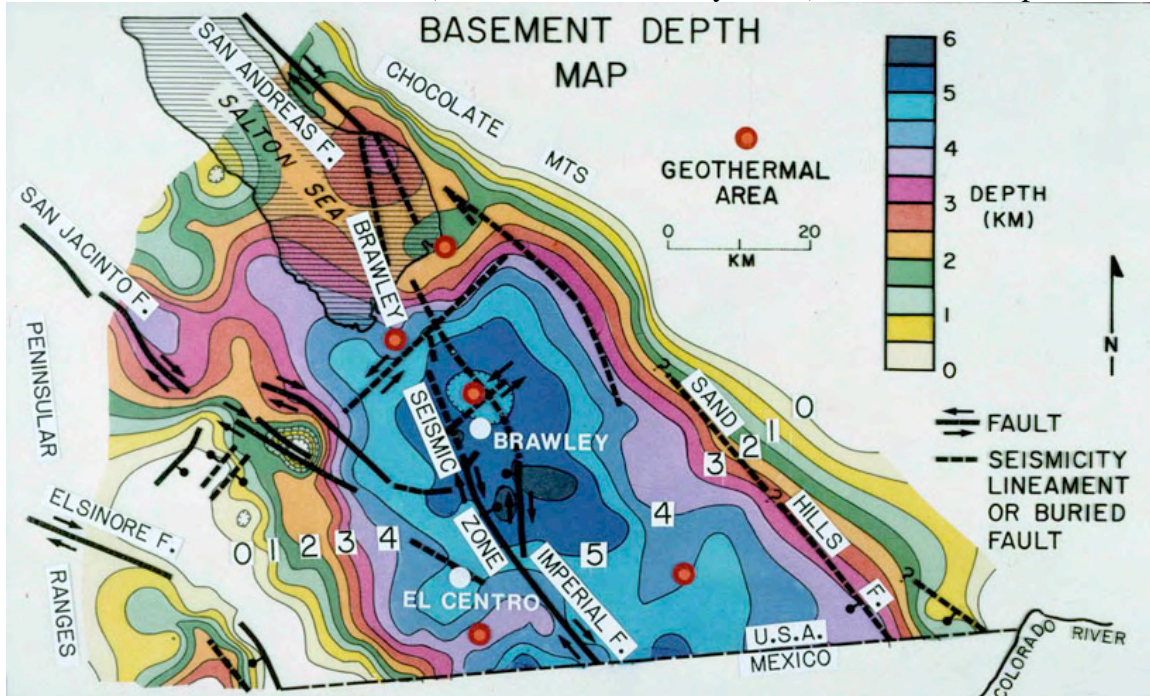 BASEMENT DEPTH
MAP
SAN ANDREAS F.
CHOCLATE
MTS
SALTON
SEA
GEOTHERMAL
AREA
0 20
KM
6
5
4
3
2
1
0
DEPTH
(KM)
N
SAN JACINTO F.
BRAWLEY
SEISMIC
ZONE
PENINSULAR
RANGES
?
SAND
HILLS
F.
?
?
0
1
2
3
4
5
BRAWLEY
FAULT
SEISMICITY
LINEAMENT
OR BURIED
FAULT
ELSINORE F.
0 1 2 3 4
EL CENTRO
IMPERIAL F.
U.S.A.
MEXICO
COLORADO
RIVER